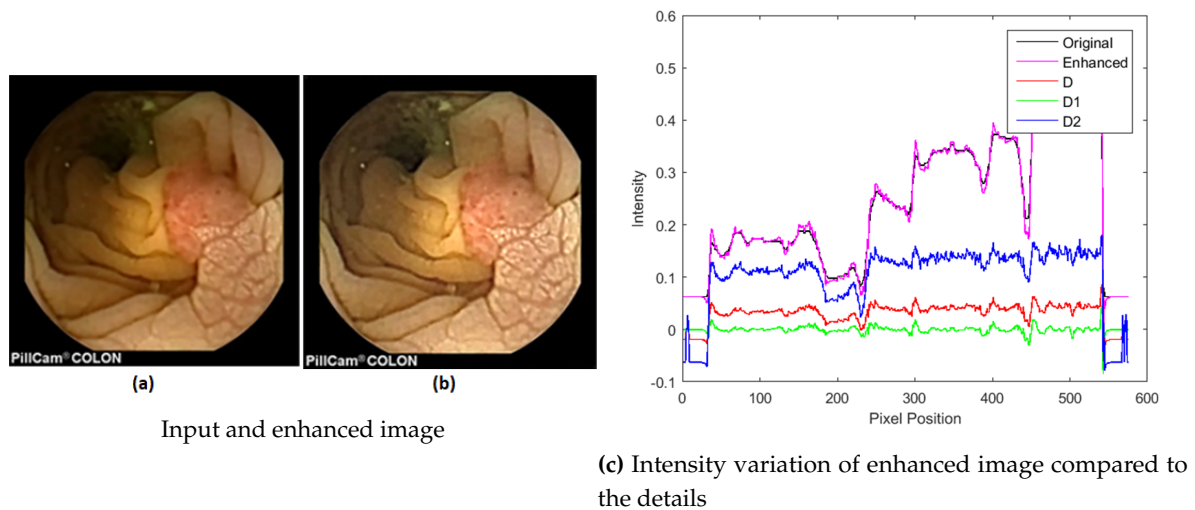 PillCam® COLON
PillCam® COLON
(a)
(b)
Input and enhanced image
Intensity
0.6
0.5
0.4
0.3
0.2
0.1
0
-0.1
0
100
200
300
400
500
600
Pixel Position
Original
Enhanced
D
D1
D2
(c) Intensity variation of enhanced image compared to
the details